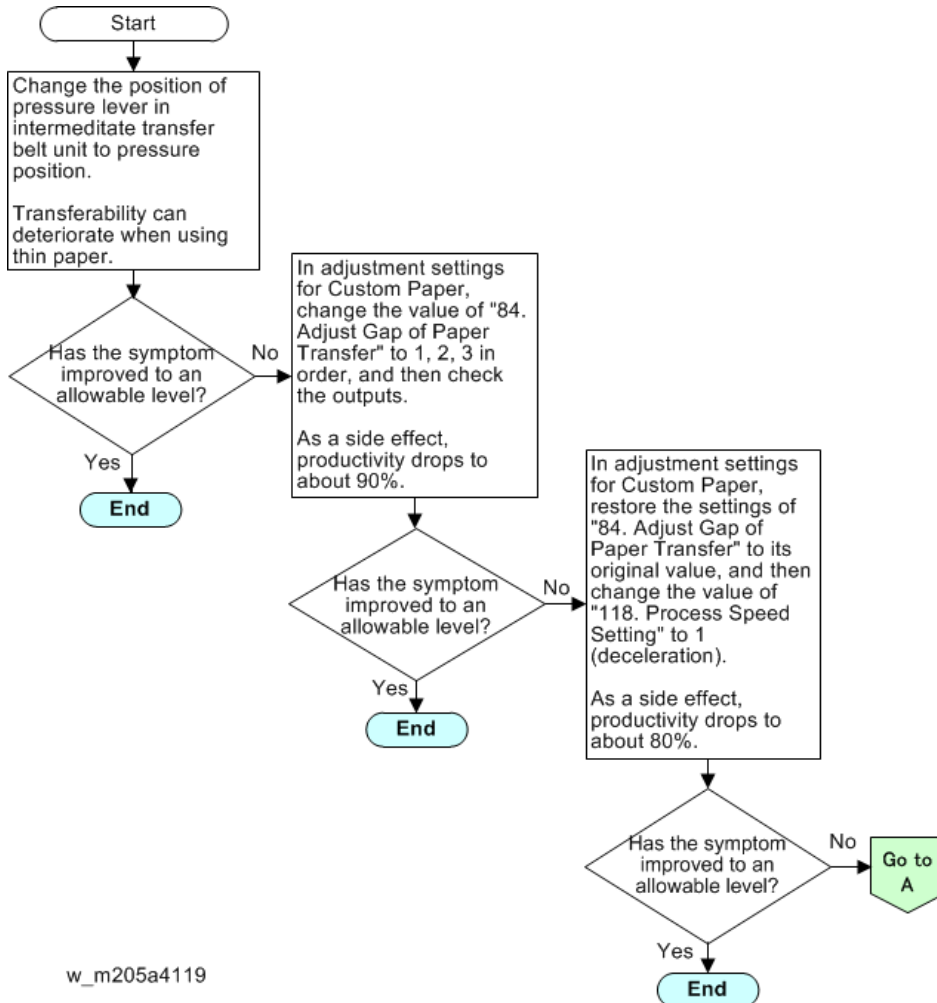 Start
Change the position of
pressure lever in
intermeditate transfer
belt unit to pressure
position.
Transferability can
deteriorate when using
thin paper.
Has the symptom
improved to an
allowable level?
No
Yes
End
In adjustment settings
for Custom Paper,
change the value of "84.
Adjust Gap of Paper
Transfer" to 1, 2, 3 in
order, and then check
the outputs.
As a side effect,
productivity drops to
about 90%.
Has the symptom
improved to an
allowable level?
No
Yes
End
In adjustment settings
for Custom Paper,
restore the settings of
"84. Adjust Gap of
Paper Transfer" to its
original value, and then
change the value of
"118. Process Speed
Setting" to 1
(deceleration).
As a side effect,
productivity drops to
about 80%.
Has the symptom
improved to an
allowable level?
No
Go to
A
Yes
End
w_m205a4119